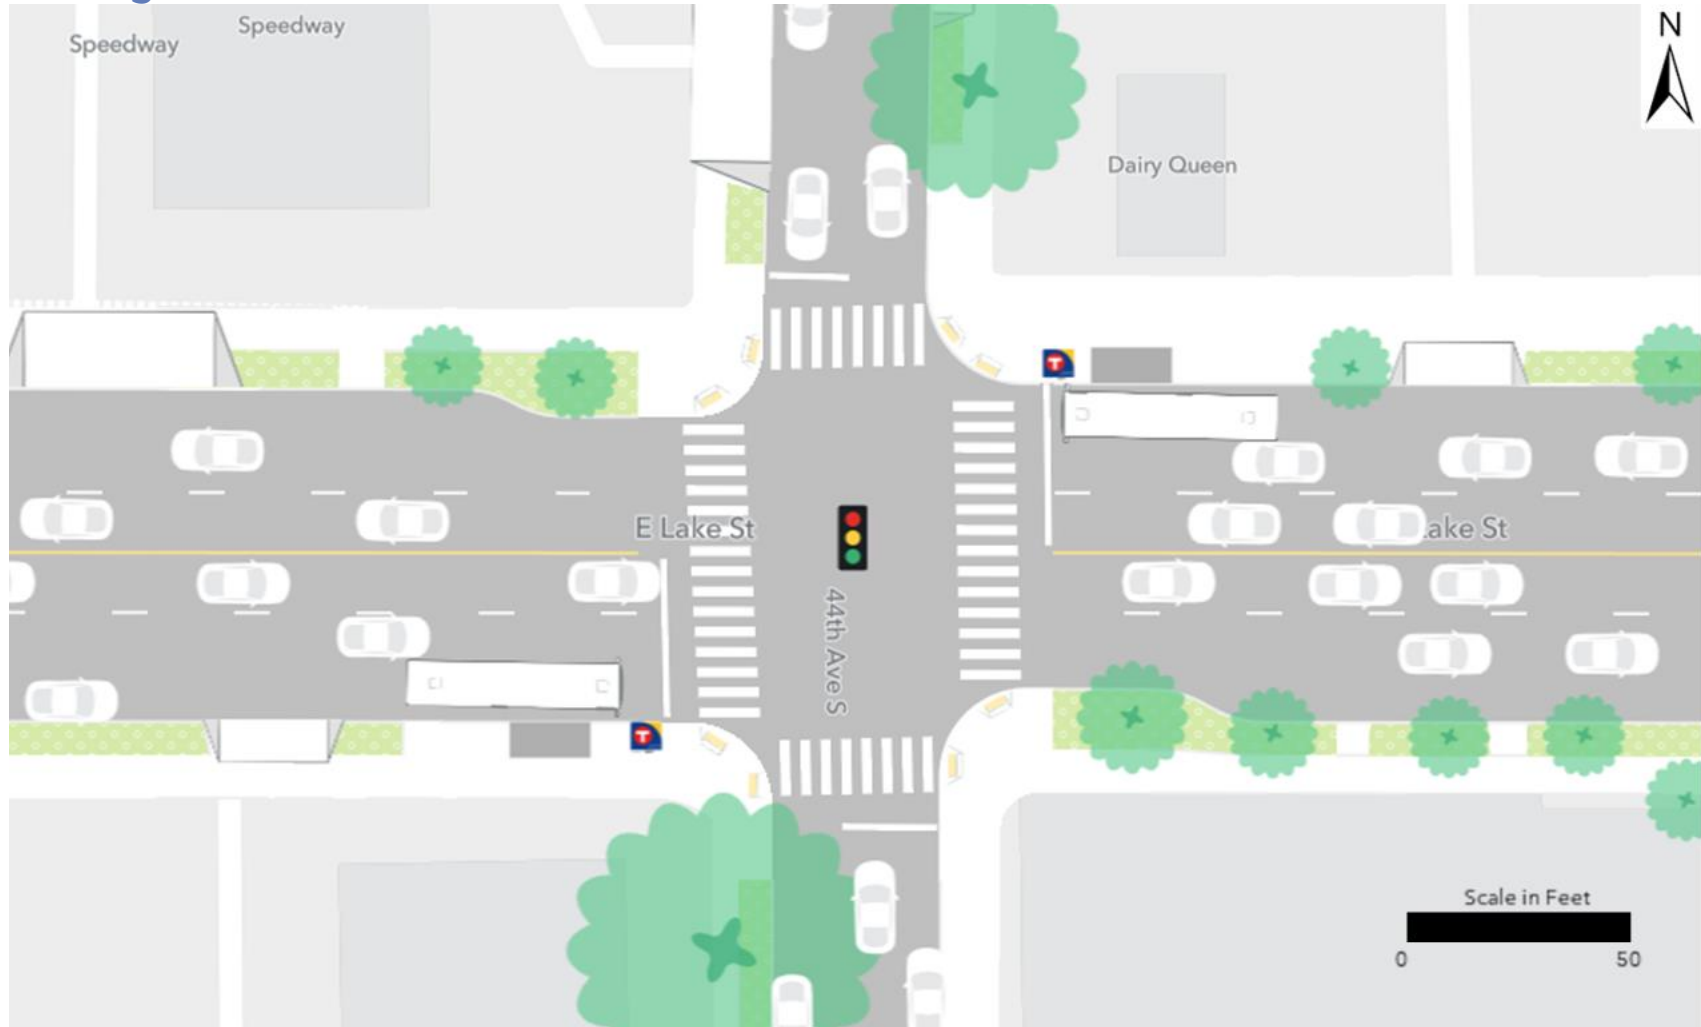 Speedway
Speedway
N
Dairy Queen
E Lake St
ake St
44th Ave S
T
T
Scale in Feet
0
50